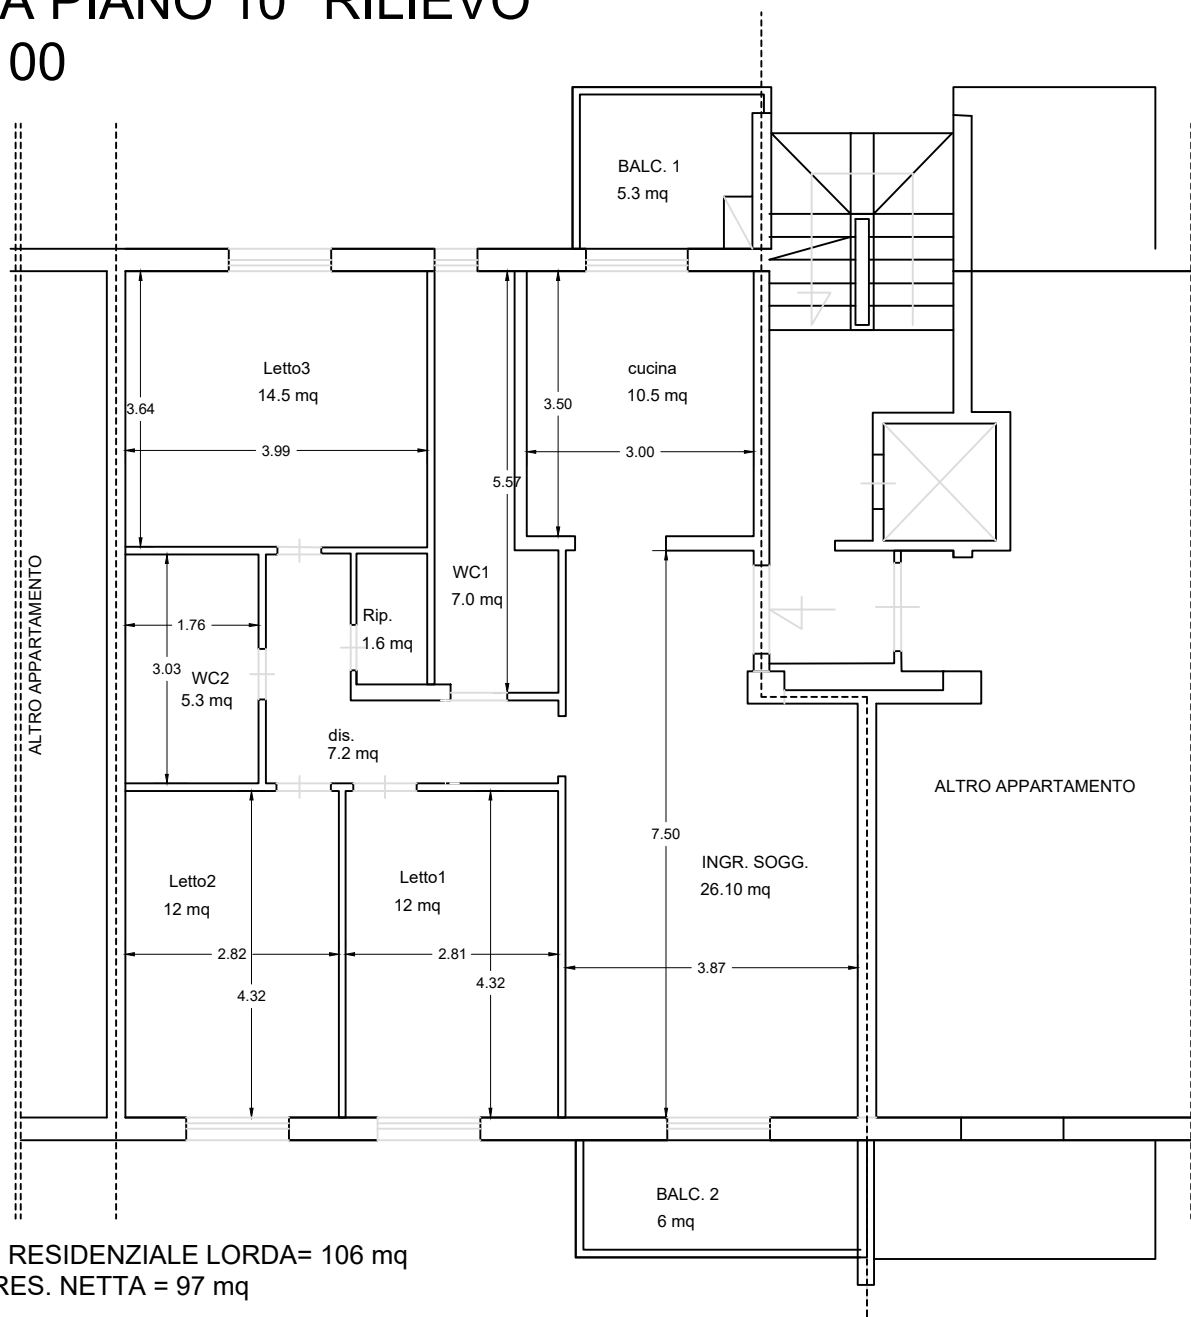 A PIANO 10° RILIEVO
00
BALC. 1
5.3 mq
Letto3
14.5 mq
cucina
10.5 mq
3.64
3.50
3.99
3.00
5.57
WC1
7.0 mq
Rip.
1.6 mq
1.76
3.03
WC2
5.3 mq
ALTRO APPARTAMENTO
dis.
7.2 mq
ALTRO APPARTAMENTO
7.50
INGR. SOGG.
26.10 mq
Letto2
12 mq
Letto1
12 mq
2.82
2.81
3.87
4.32
4.32
BALC. 2
6 mq
RESIDENZIALE LORDA= 106 mq
RES. NETTA = 97 mq